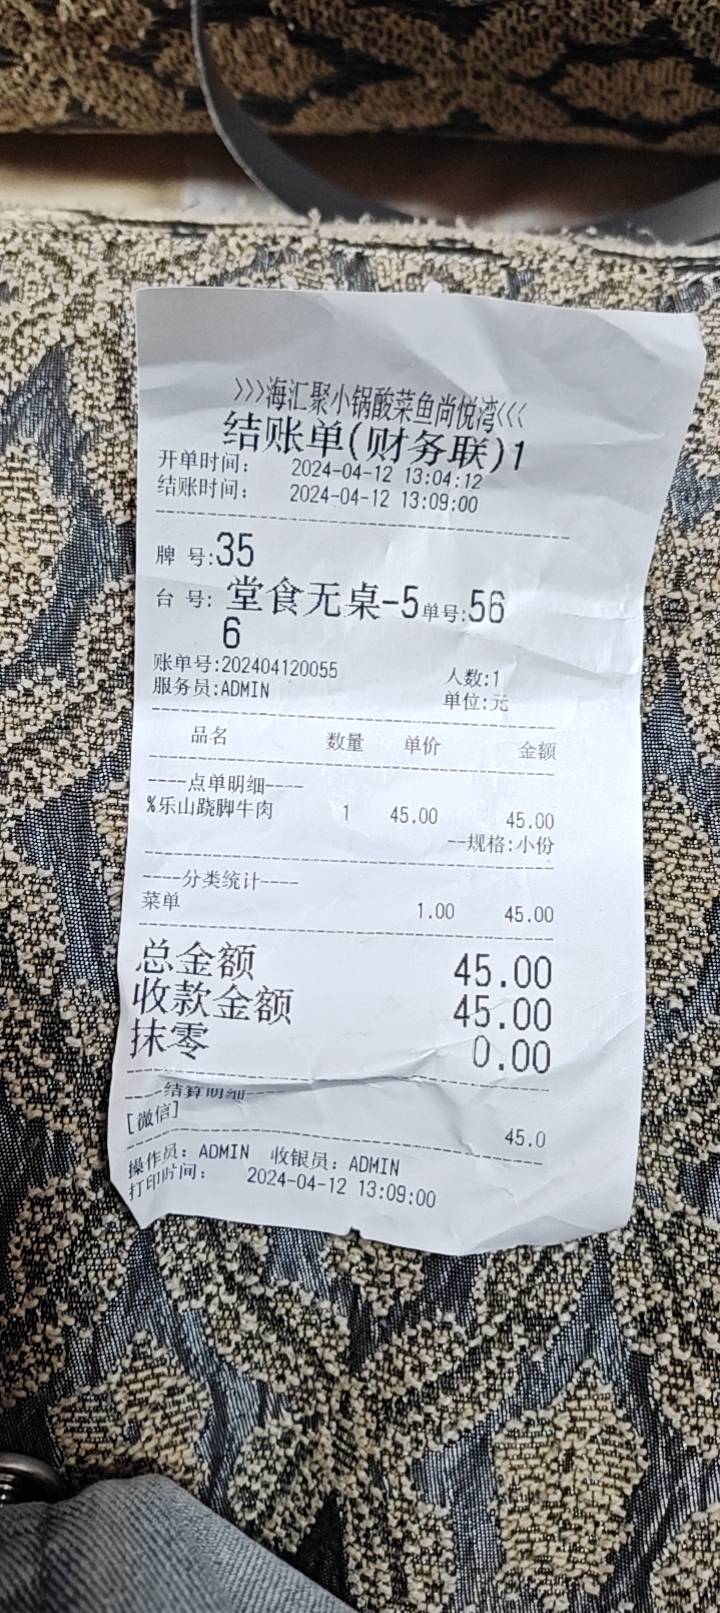 >>>海汇聚小锅酸菜鱼尚悦湾<<<
结账单(财务联)1
开单时间： 2024-04-12 13:04:12
结账时间： 2024-04-12 13:09:00
牌 号:35
台 号: 堂食无桌-5单号:56
6
账单号:202404120055 人数:1
服务员:ADMIN 单位:元
品名 数量 单价 金额
----点单明细----
%乐山跷脚牛肉 1 45.00 45.00
--规格:小份
----分类统计----
菜单 1.00 45.00
总金额 45.00
收款金额 45.00
抹零 0.00
----结算明细----
[微信] 45.0
操作员：ADMIN 收银员：ADMIN
打印时间： 2024-04-12 13:09:00